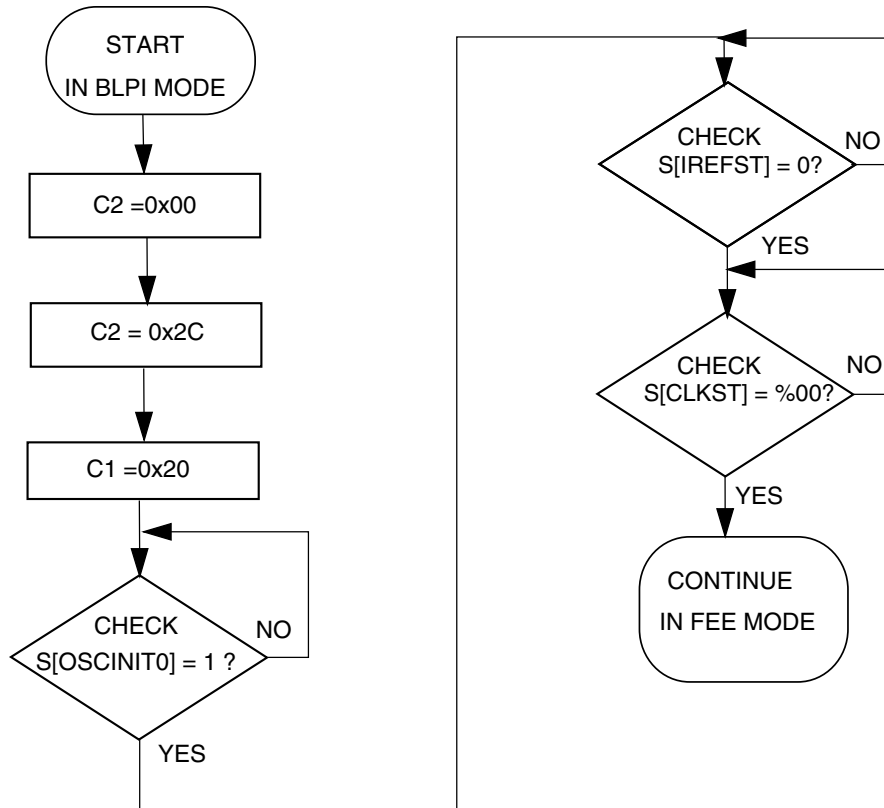 START
IN BLPI MODE
C2 =0x00
C2 = 0x2C
C1 =0x20
CHECK
S[OSCINIT0] = 1 ?
NO
YES
CHECK
S[IREFST] = 0?
NO
YES
CHECK
S[CLKST] = %00?
NO
YES
CONTINUE
IN FEE MODE